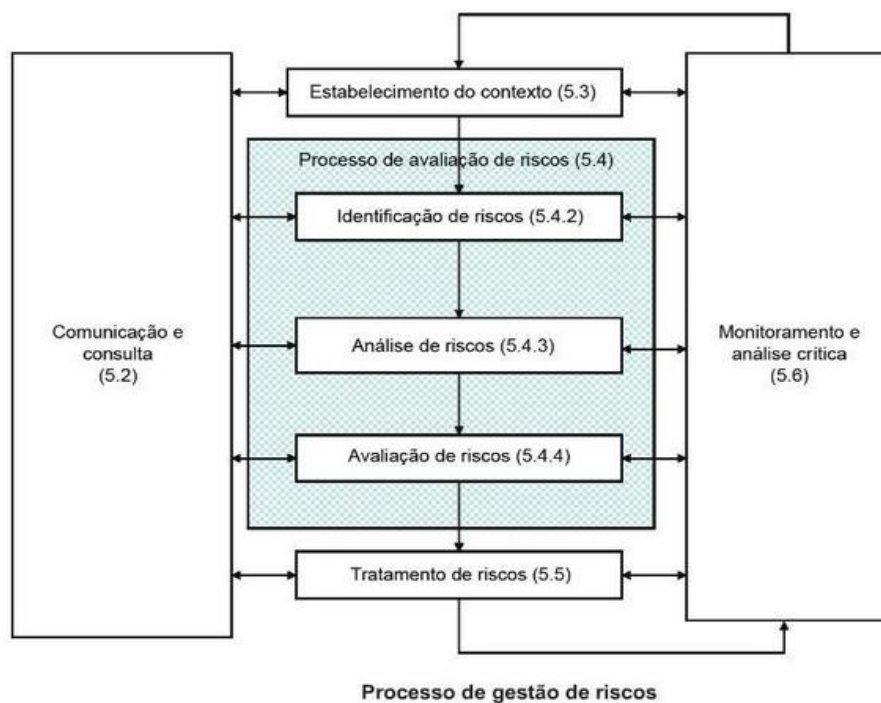 Estabelecimento do contexto (5.3)
Processo de avaliação de riscos (5.4)
Identificação de riscos (5.4.2)
Comunicação e
consulta
(5.2)
Análise de riscos (5.4.3)
Monitoramento e
análise crítica
(5.6)
Avaliação de riscos (5.4.4)
Tratamento de riscos (5.5)
Processo de gestão de riscos